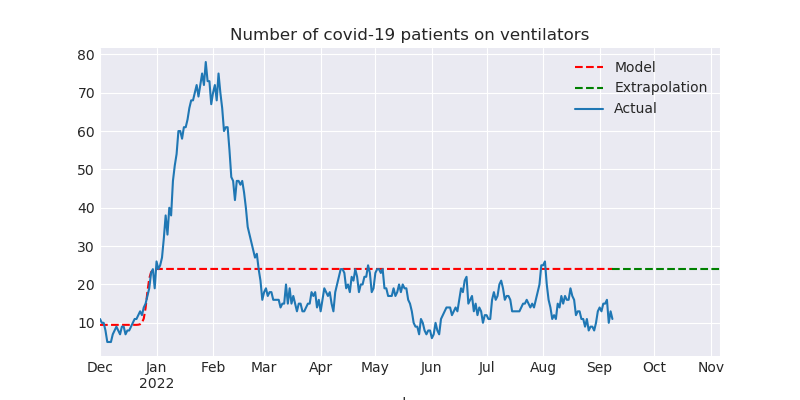 Number of covid-19 patients on ventilators
80
70
60
50
40
30
20
10
Model
Extrapolation
Actual
Dec Jan Feb Mar Apr May Jun Jul Aug Sep Oct Nov
2022